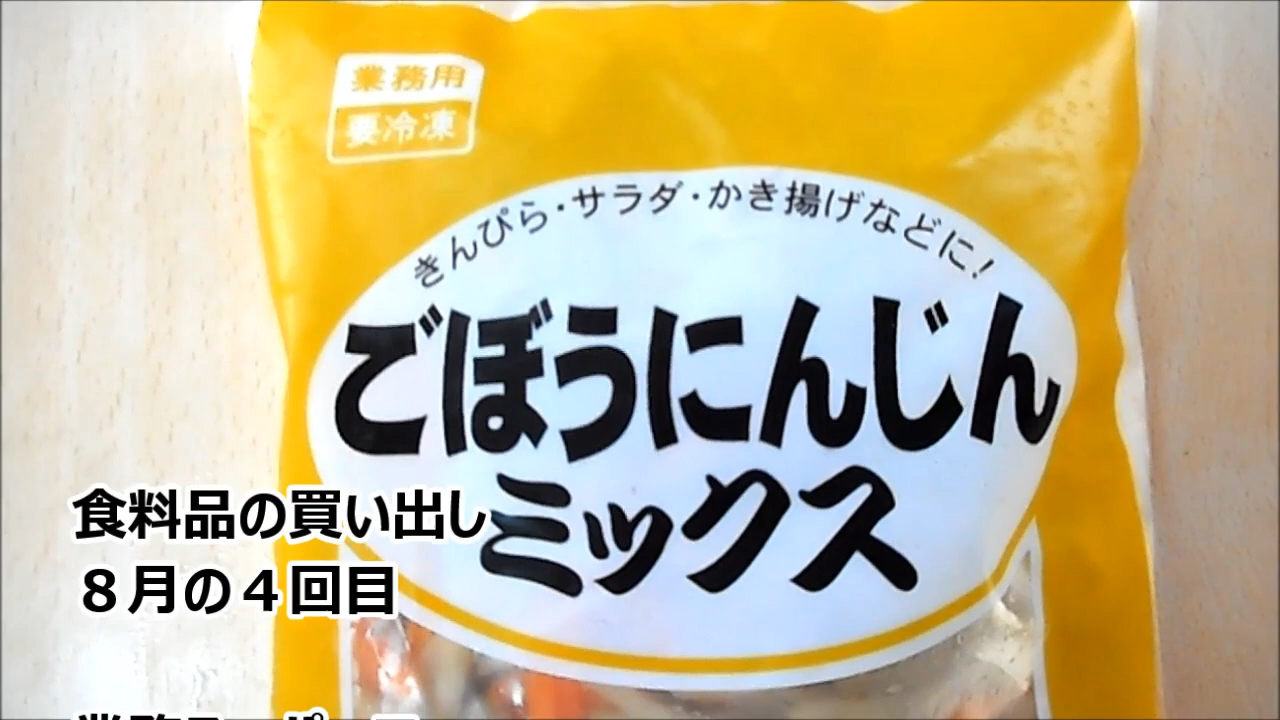 業務用
要冷凍
きんぴら・サラダ・かき揚げなどに!
ごぼうにんじん
ミックス
食料品の買い出し
８月の４回目